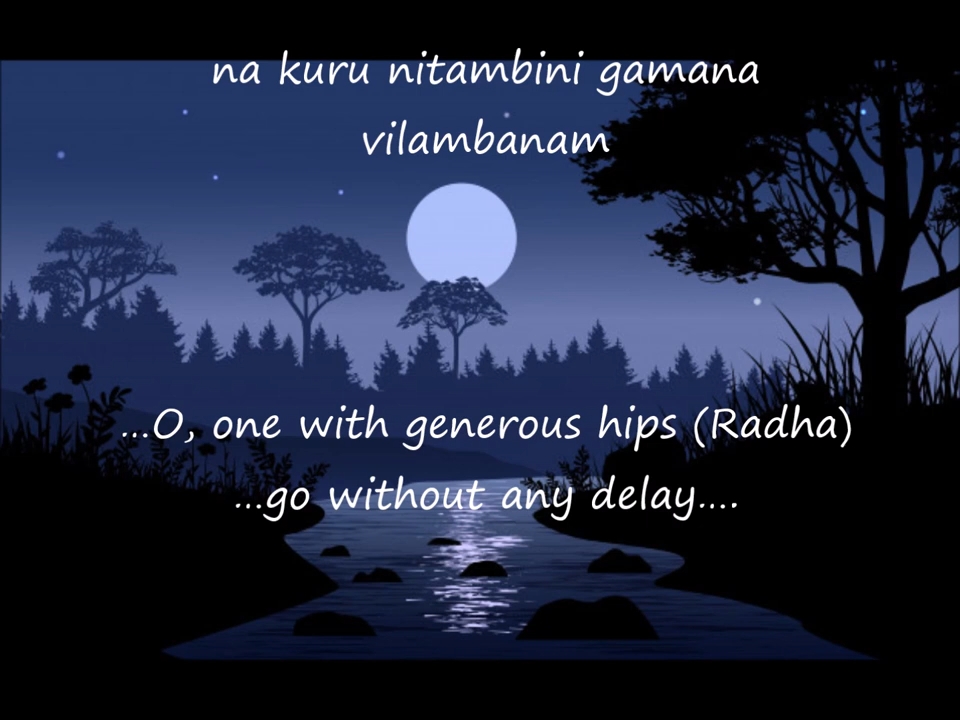 na kuru nitambini gamana
vilambanam
...O, one with generous hips (Radha)
...go without any delay....